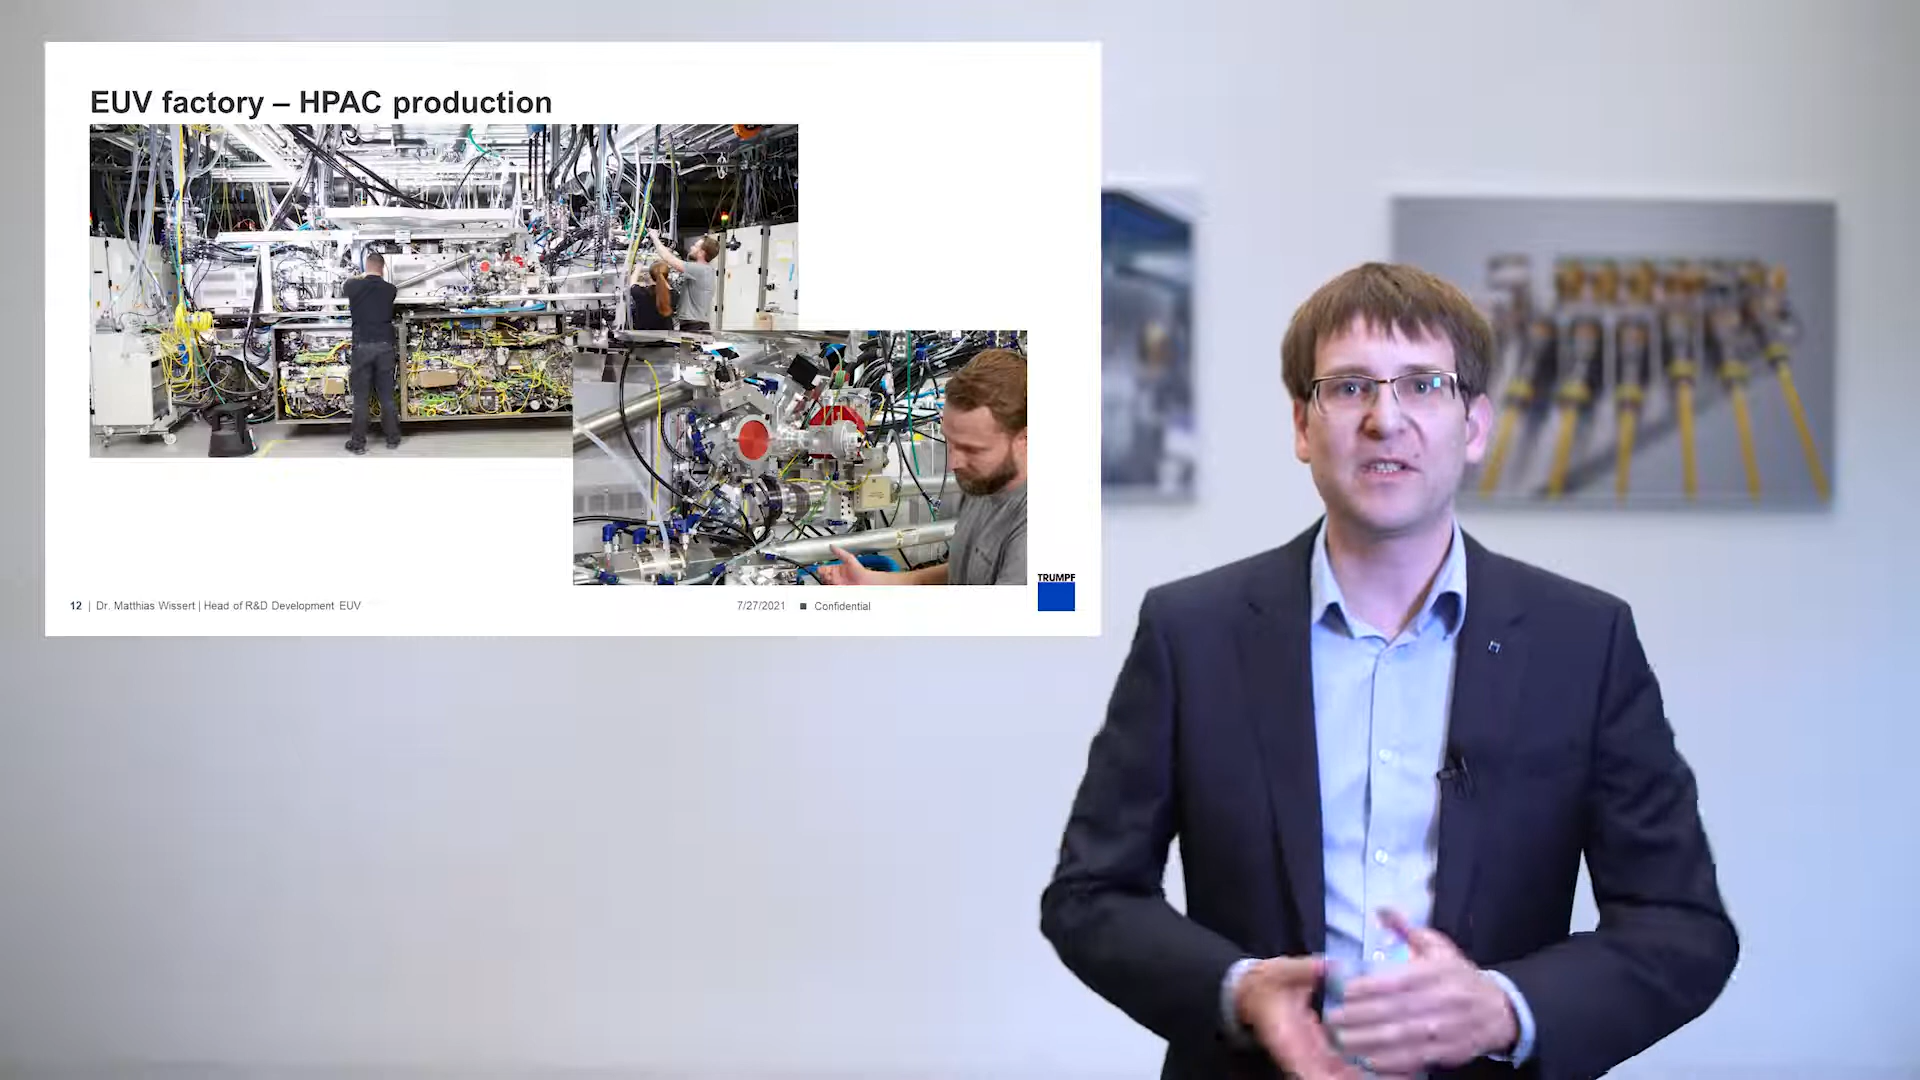 EUV factory – HPAC production
TRUMPF
12 | Dr. Matthias Wissert | Head of R&D Development EUV
7/27/2021 ■ Confidential